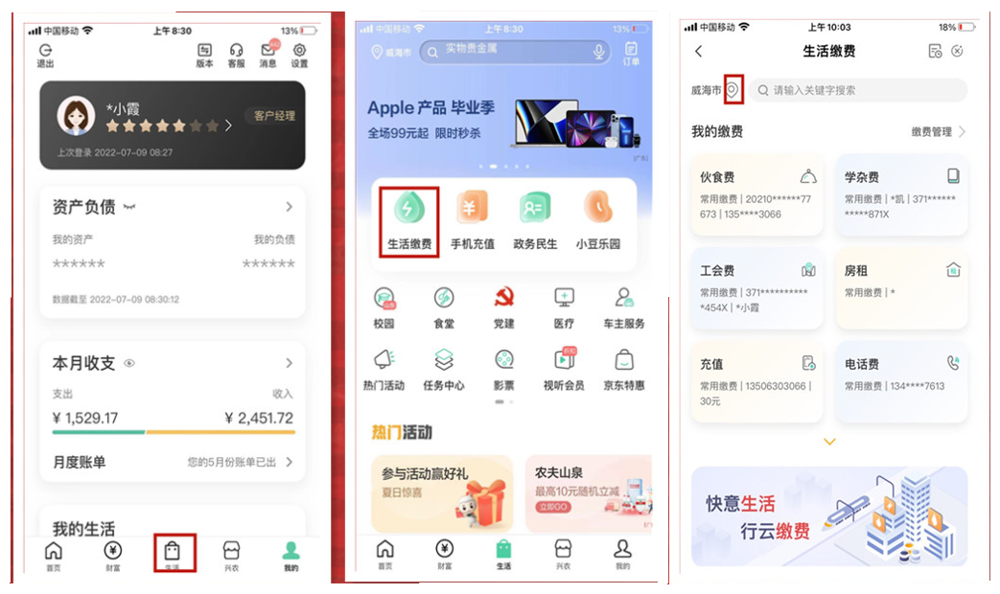 中国移动
上午8:30
13%
退出
版本
客服
消息
设置
*小霞
客户经理
上次登录 2022-07-09 08:27
资产负债
我的资产
我的负债
******
******
数据截至 2022-07-09 08:30:12
本月收支
支出
收入
¥ 1,529.17
¥ 2,451.72
月度账单
您的5月份账单已出
我的生活
首页
财富
生活
兴农
我的
中国移动
上午8:30
13%
威海市
实物贵金属
订单
Apple 产品 毕业季
全场99元起 限时秒杀
[广告]
生活缴费
手机充值
政务民生
小豆乐园
校园
食堂
党建
医疗
车主服务
折扣
热门活动
任务中心
影票
视听会员
京东特惠
热门活动
参与活动赢好礼
夏日惊喜
农夫山泉
最高10元随机立减
立即GO
首页
财富
生活
兴农
我的
中国移动
上午10:03
18%
生活缴费
威海市
请输入关键字搜索
我的缴费
缴费管理
伙食费
常用缴费 | 20210******77
673 | 135****3066
学杂费
常用缴费 | *凯 | 371******
*****871X
工会费
常用缴费 | 371**********
*454X | *小霞
房租
常用缴费 | *
充值
常用缴费 | 13506303066 |
30元
电话费
常用缴费 | 134****7613
快意生活
行云缴费